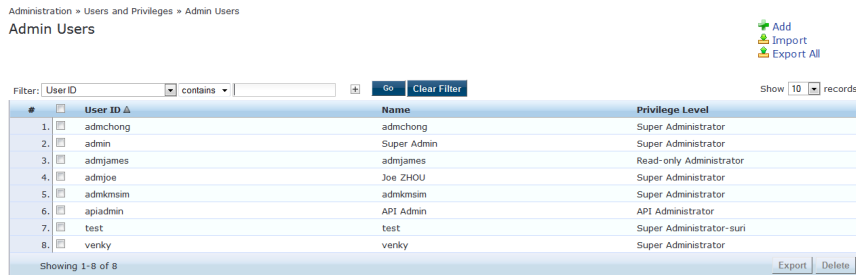 Administration » Users and Privileges » Admin Users
Admin Users
Add
Import
Export All
Filter: User ID contains Go Clear Filter Show 10 records
# User ID Name Privilege Level
1. admchong admchong Super Administrator
2. admin Super Admin Super Administrator
3. admjames admjames Read-only Administrator
4. admjoe Joe ZHOU Super Administrator
5. admkmsim admkmsim Super Administrator
6. apiadmin API Admin API Administrator
7. test test Super Administrator-suri
8. venky venky Super Administrator
Showing 1-8 of 8 Export Delete